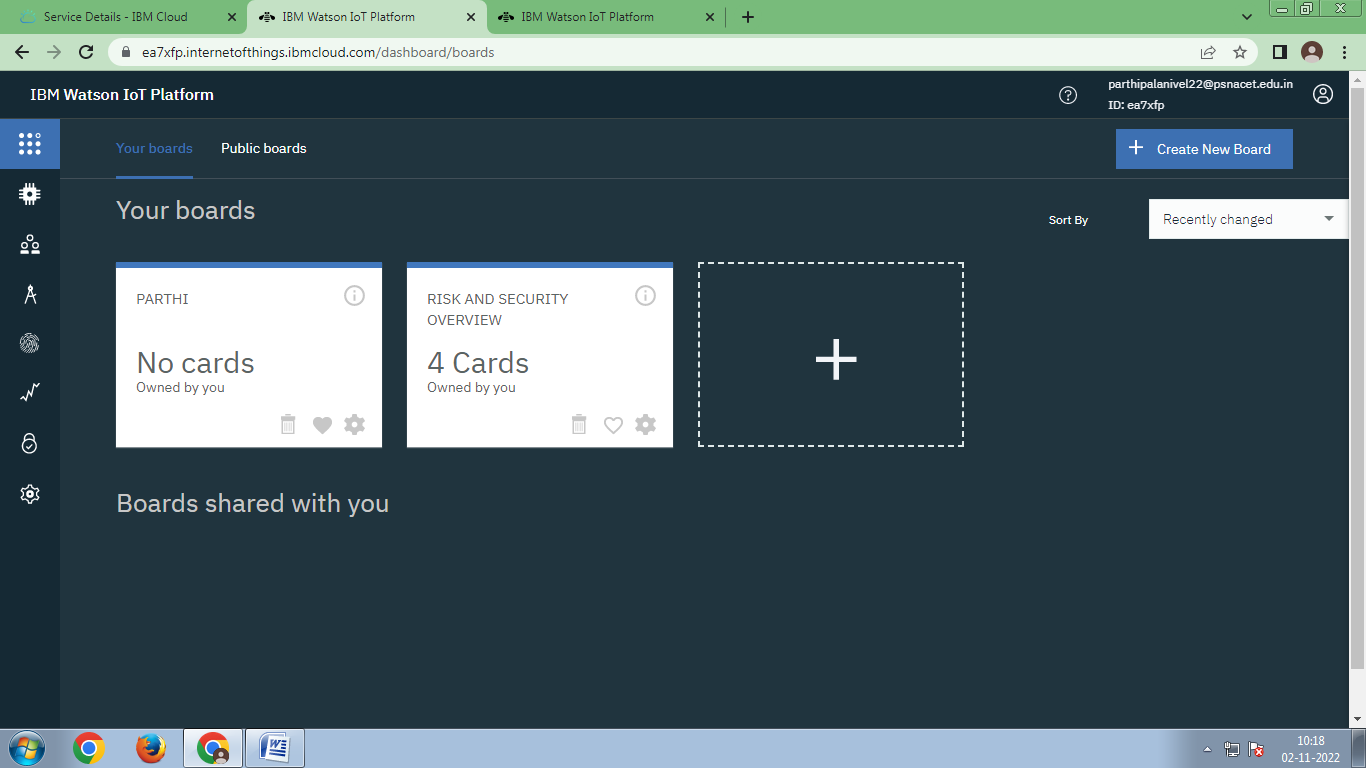 Service Details - IBM Cloud
IBM Watson IoT Platform
IBM Watson IoT Platform
ea7xfp.internetofthings.ibmcloud.com/dashboard/boards
IBM Watson IoT Platform
parthipalanivel22@psnacet.edu.in
ID: ea7xfp
Your boards
Public boards
Create New Board
Your boards
Sort By
Recently changed
PARTHI
No cards
Owned by you
RISK AND SECURITY
OVERVIEW
4 Cards
Owned by you
Boards shared with you
10:18
02-11-2022